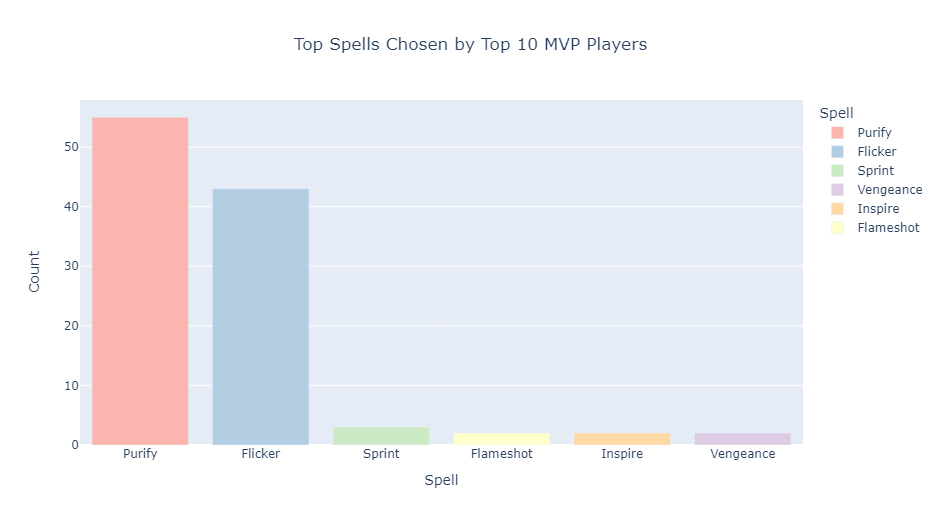 Top Spells Chosen by Top 10 MVP Players
Spell
Purify
Flicker
Sprint
Vengeance
Inspire
Flameshot
Count
50
40
30
20
10
0
Purify Flicker Sprint Flameshot Inspire Vengeance
Spell